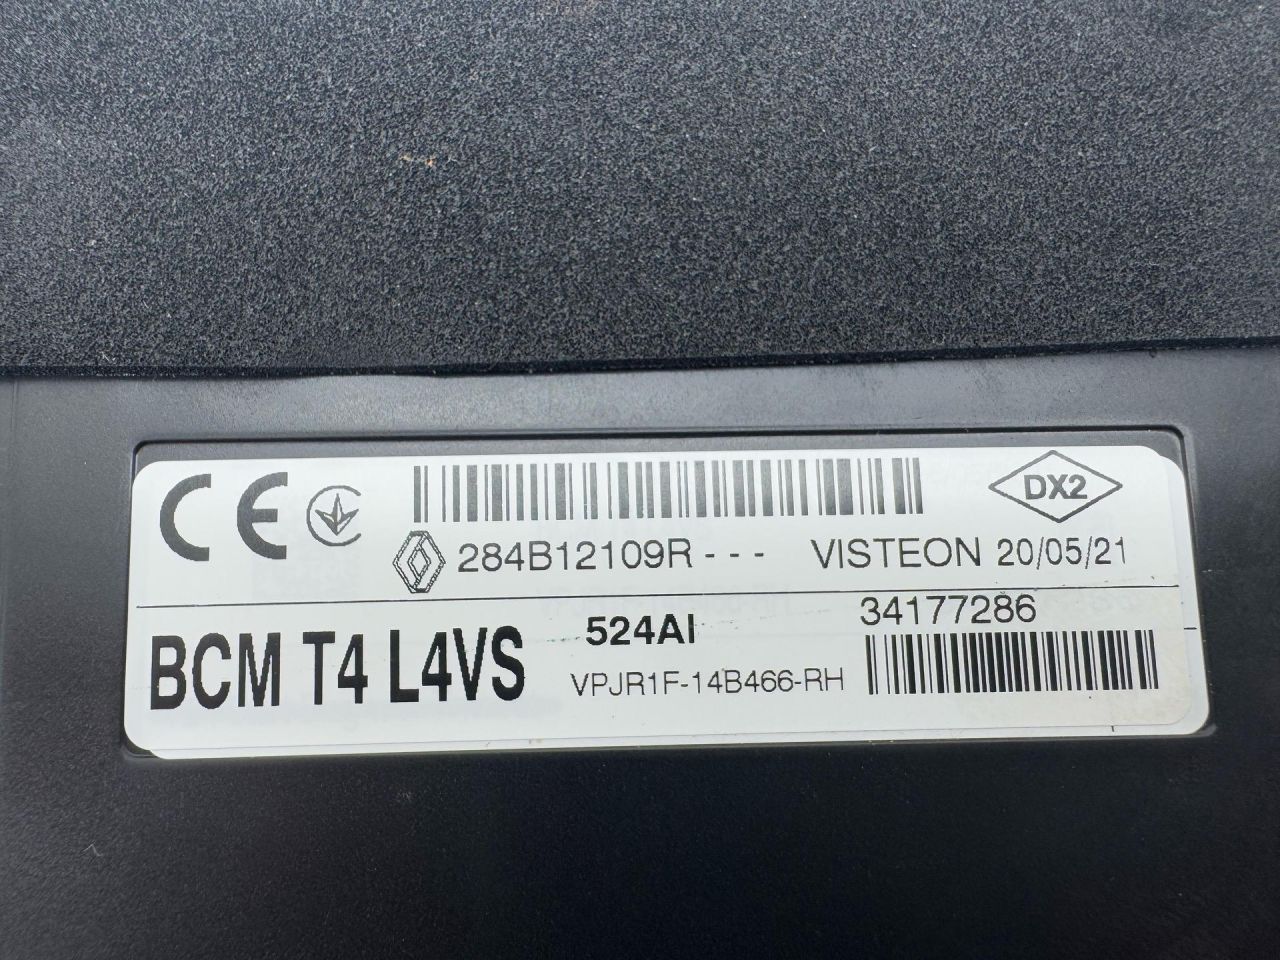 CE
284B12109R - - - VISTEON 20/05/21
DX2
BCM T4 L4VS
524AI
VPJR1F-14B466-RH
34177286